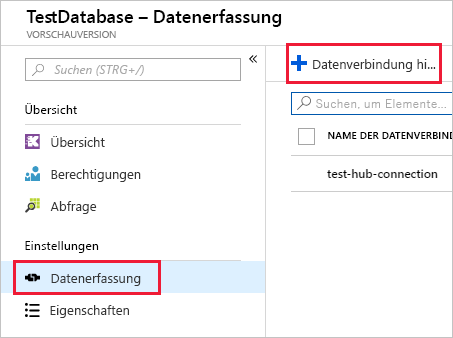 TestDatabase – Datenerfassung
VORSCHAUVERSION
Suchen (STRG+/)
«
Übersicht
Übersicht
Berechtigungen
Abfrage
Einstellungen
Datenerfassung
Eigenschaften
Datenverbindung hi...
Suchen, um Elemente...
NAME DER DATENVERBIND
test-hub-connection